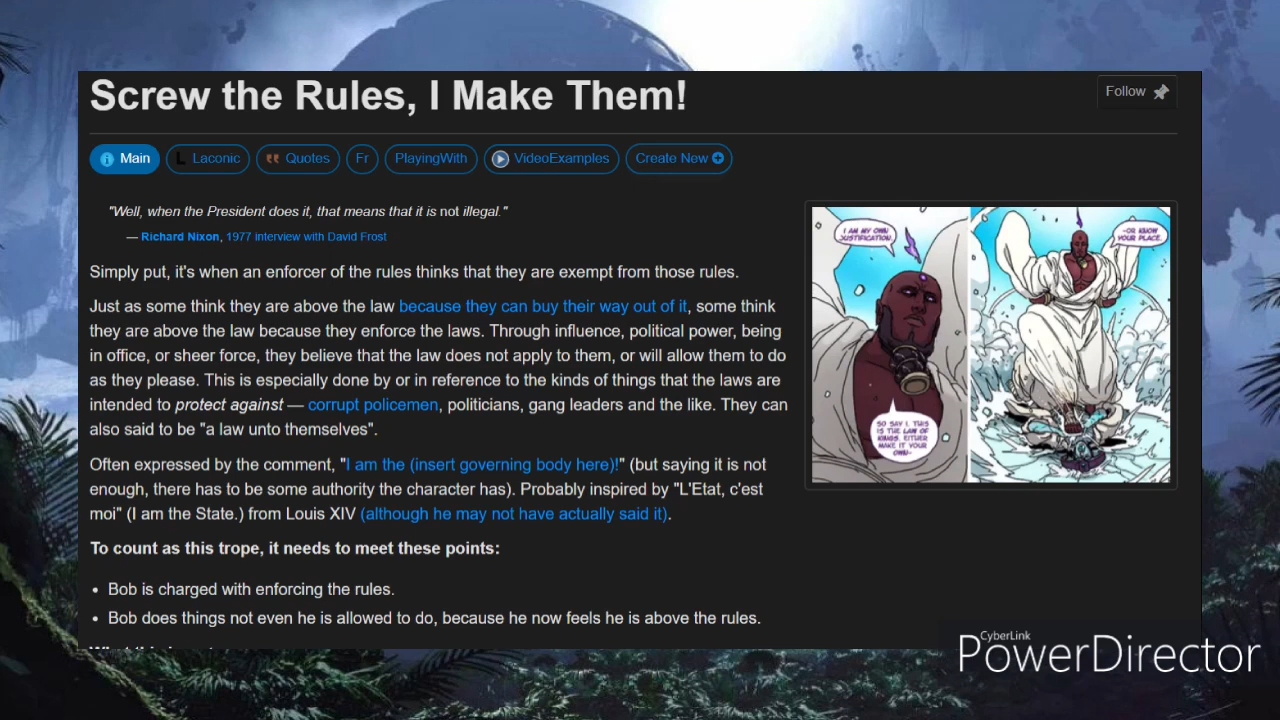 Screw the Rules, I Make Them!
Follow
Main
Laconic
Quotes
Fr
PlayingWith
VideoExamples
Create New
"Well, when the President does it, that means that it is not illegal."
— Richard Nixon, 1977 interview with David Frost
Simply put, it's when an enforcer of the rules thinks that they are exempt from those rules.
Just as some think they are above the law because they can buy their way out of it, some think
they are above the law because they enforce the laws. Through influence, political power, being
in office, or sheer force, they believe that the law does not apply to them, or will allow them to do
as they please. This is especially done by or in reference to the kinds of things that the laws are
intended to protect against — corrupt policemen, politicians, gang leaders and the like. They can
also said to be "a law unto themselves".
Often expressed by the comment, "I am the (insert governing body here)!" (but saying it is not
enough, there has to be some authority the character has). Probably inspired by "L'Etat, c'est
moi" (I am the State.) from Louis XIV (although he may not have actually said it).
To count as this trope, it needs to meet these points:
• Bob is charged with enforcing the rules.
• Bob does things not even he is allowed to do, because he now feels he is above the rules.
I AM MY OWN
JUSTIFICATION.
SO SAY I. THIS
IS THE LAW OF
KINGS. EITHER
MAKE IT YOUR
OWN-
-OR KNOW
YOUR PLACE.
CyberLink
PowerDirector